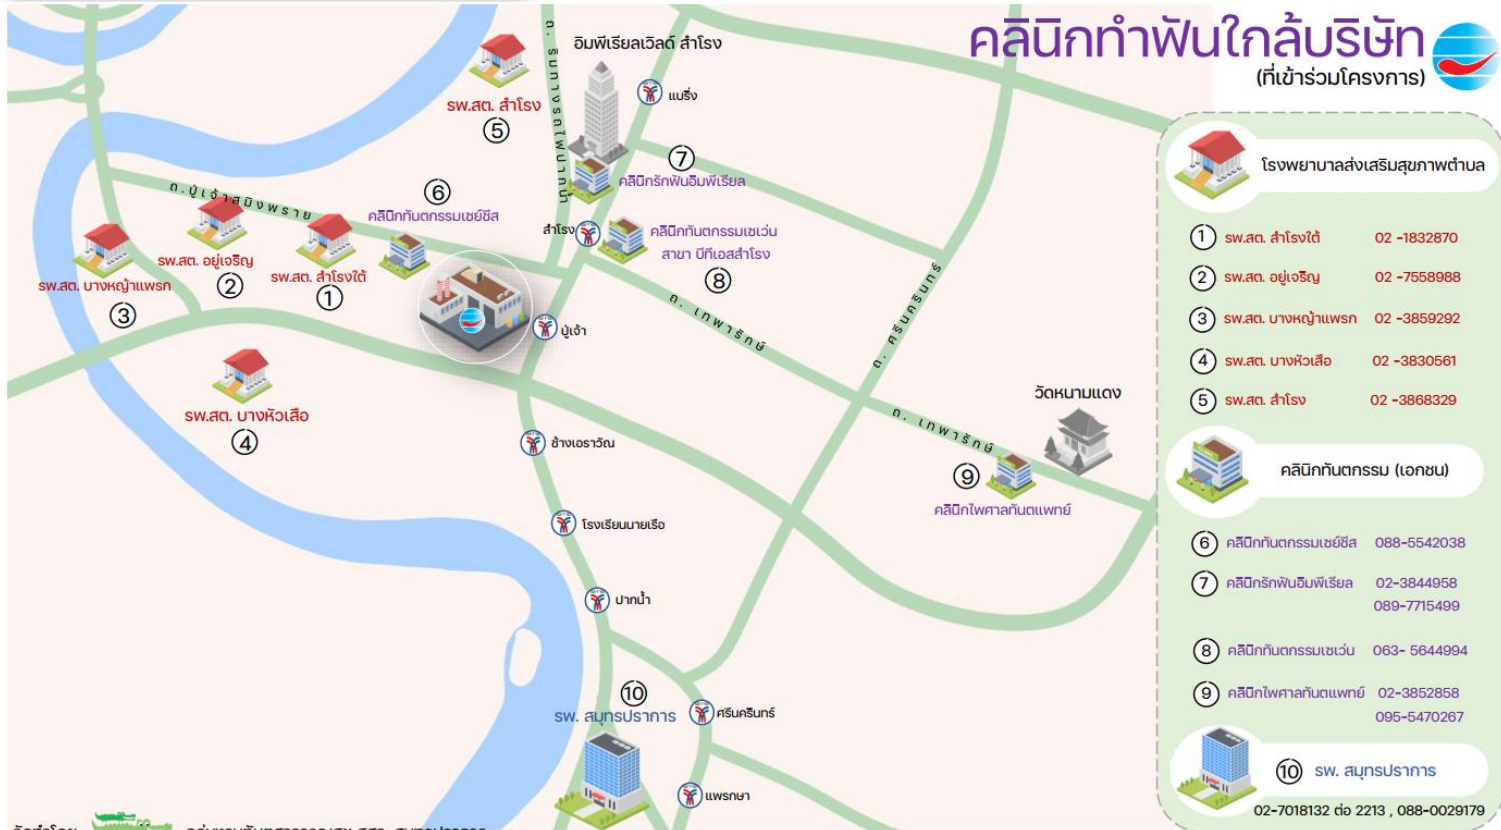 คลินิกทำฟันใกล้บริษัท
(ที่เข้าร่วมโครงการ)
ถ. ริมทางรถไฟปากน้ำ
อิมพีเรียลเวิลด์ สำโรง
แบริ่ง
รพ.สต. สำโรง
5
7
คลินิกรักฟันอิมพีเรียล
ถ.ปู่เจ้าสมิงพราย
6
คลินิกทันตกรรมเซย์ชีส
สำโรง
คลินิกทันตกรรมเซเว่น
สาขา บีทีเอสสำโรง
8
รพ.สต. บางหญ้าแพรก
3
รพ.สต. อยู่เจริญ
2
รพ.สต. สำโรงใต้
1
ปู่เจ้า
ถ. เทพารักษ์
ถ. ศรีนครินทร์
รพ.สต. บางหัวเสือ
4
ช้างเอราวัณ
วัดหนามแดง
ถ. เทพารักษ์
9
คลินิกไพศาลทันตแพทย์
โรงเรียนนายเรือ
ปากน้ำ
10
รพ. สมุทรปราการ
ศรีนครินทร์
แพรกษา
โรงพยาบาลส่งเสริมสุขภาพตำบล
1 รพ.สต. สำโรงใต้ 02 -1832870
2 รพ.สต. อยู่เจริญ 02 -7558988
3 รพ.สต. บางหญ้าแพรก 02 -3859292
4 รพ.สต. บางหัวเสือ 02 -3830561
5 รพ.สต. สำโรง 02 -3868329
คลินิกทันตกรรม (เอกชน)
6 คลินิกทันตกรรมเซย์ชีส 088-5542038
7 คลินิกรักฟันอิมพีเรียล 02-3844958
089-7715499
8 คลินิกทันตกรรมเซเว่น 063- 5644994
9 คลินิกไพศาลทันตแพทย์ 02-3852858
095-5470267
10 รพ. สมุทรปราการ
02-7018132 ต่อ 2213 , 088-0029179